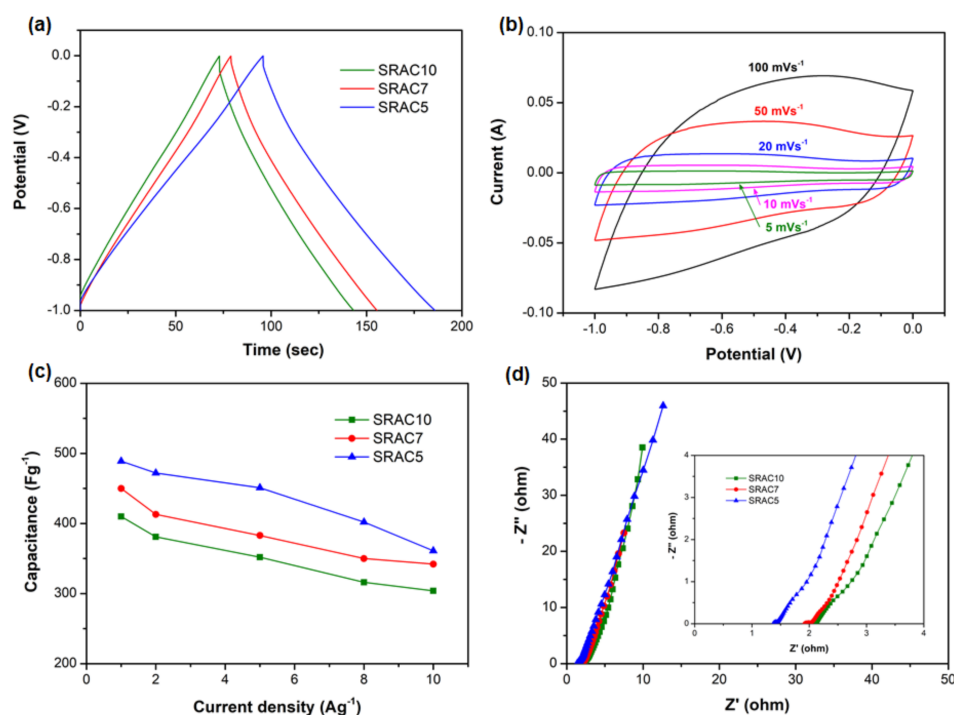 (a)
SRAC10
SRAC7
SRAC5
0.0
-0.2
-0.4
-0.6
-0.8
-1.0
Potential (V)
0 50 100 150 200
Time (sec)
(b)
100 mVs⁻¹
50 mVs⁻¹
20 mVs⁻¹
10 mVs⁻¹
5 mVs⁻¹
0.10
0.05
0.00
-0.05
-0.10
Current (A)
-1.0 -0.8 -0.6 -0.4 -0.2 0.0
Potential (V)
(c)
SRAC10
SRAC7
SRAC5
600
500
400
300
200
Capacitance (Fg⁻¹)
0 2 4 6 8 10
Current density (Ag⁻¹)
(d)
50
40
30
20
10
0
- Z'' (ohm)
0 10 20 30 40 50
Z' (ohm)
SRAC10
SRAC7
SRAC5
4
3
2
1
0
- Z'' (ohm)
0 1 2 3 4
Z' (ohm)